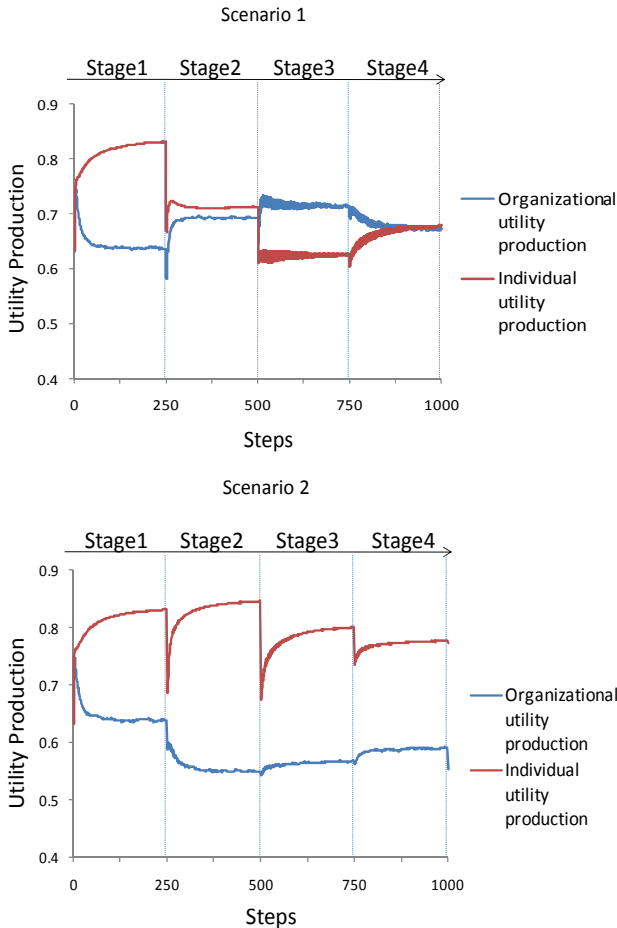 Scenario 1
Stage1 Stage2 Stage3 Stage4
0.9
0.8
0.7
0.6
0.5
0.4
Utility Production
0 250 500 750 1000
Steps
Organizational
utility
production
Individual
utility
production
Scenario 2
Stage1 Stage2 Stage3 Stage4
0.9
0.8
0.7
0.6
0.5
0.4
Utility Production
0 250 500 750 1000
Steps
Organizational
utility
production
Individual
utility
production